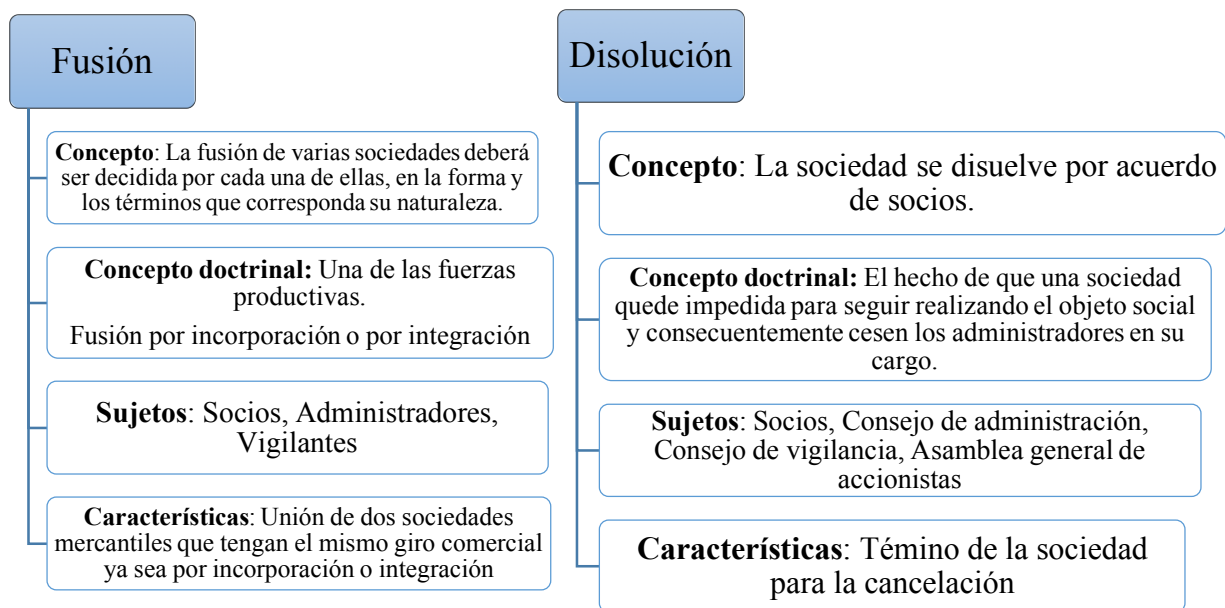 Fusión
Concepto: La fusión de varias sociedades deberá
ser decidida por cada una de ellas, en la forma y
los términos que corresponda su naturaleza.
Concepto doctrinal: Una de las fuerzas
productivas.
Fusión por incorporación o por integración
Sujetos: Socios, Administradores,
Vigilantes
Características: Unión de dos sociedades
mercantiles que tengan el mismo giro comercial
ya sea por incorporación o integración
Disolución
Concepto: La sociedad se disuelve por acuerdo
de socios.
Concepto doctrinal: El hecho de que una sociedad
quede impedida para seguir realizando el objeto social
y consecuentemente cesen los administradores en su
cargo.
Sujetos: Socios, Consejo de administración,
Consejo de vigilancia, Asamblea general de
accionistas
Características: Témino de la sociedad
para la cancelación